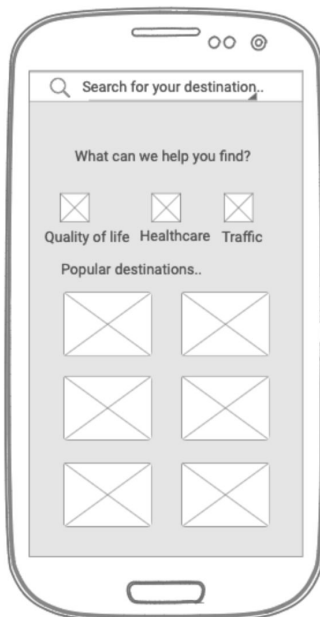 Search for your destination..
What can we help you find?
Quality of life Healthcare Traffic
Popular destinations..